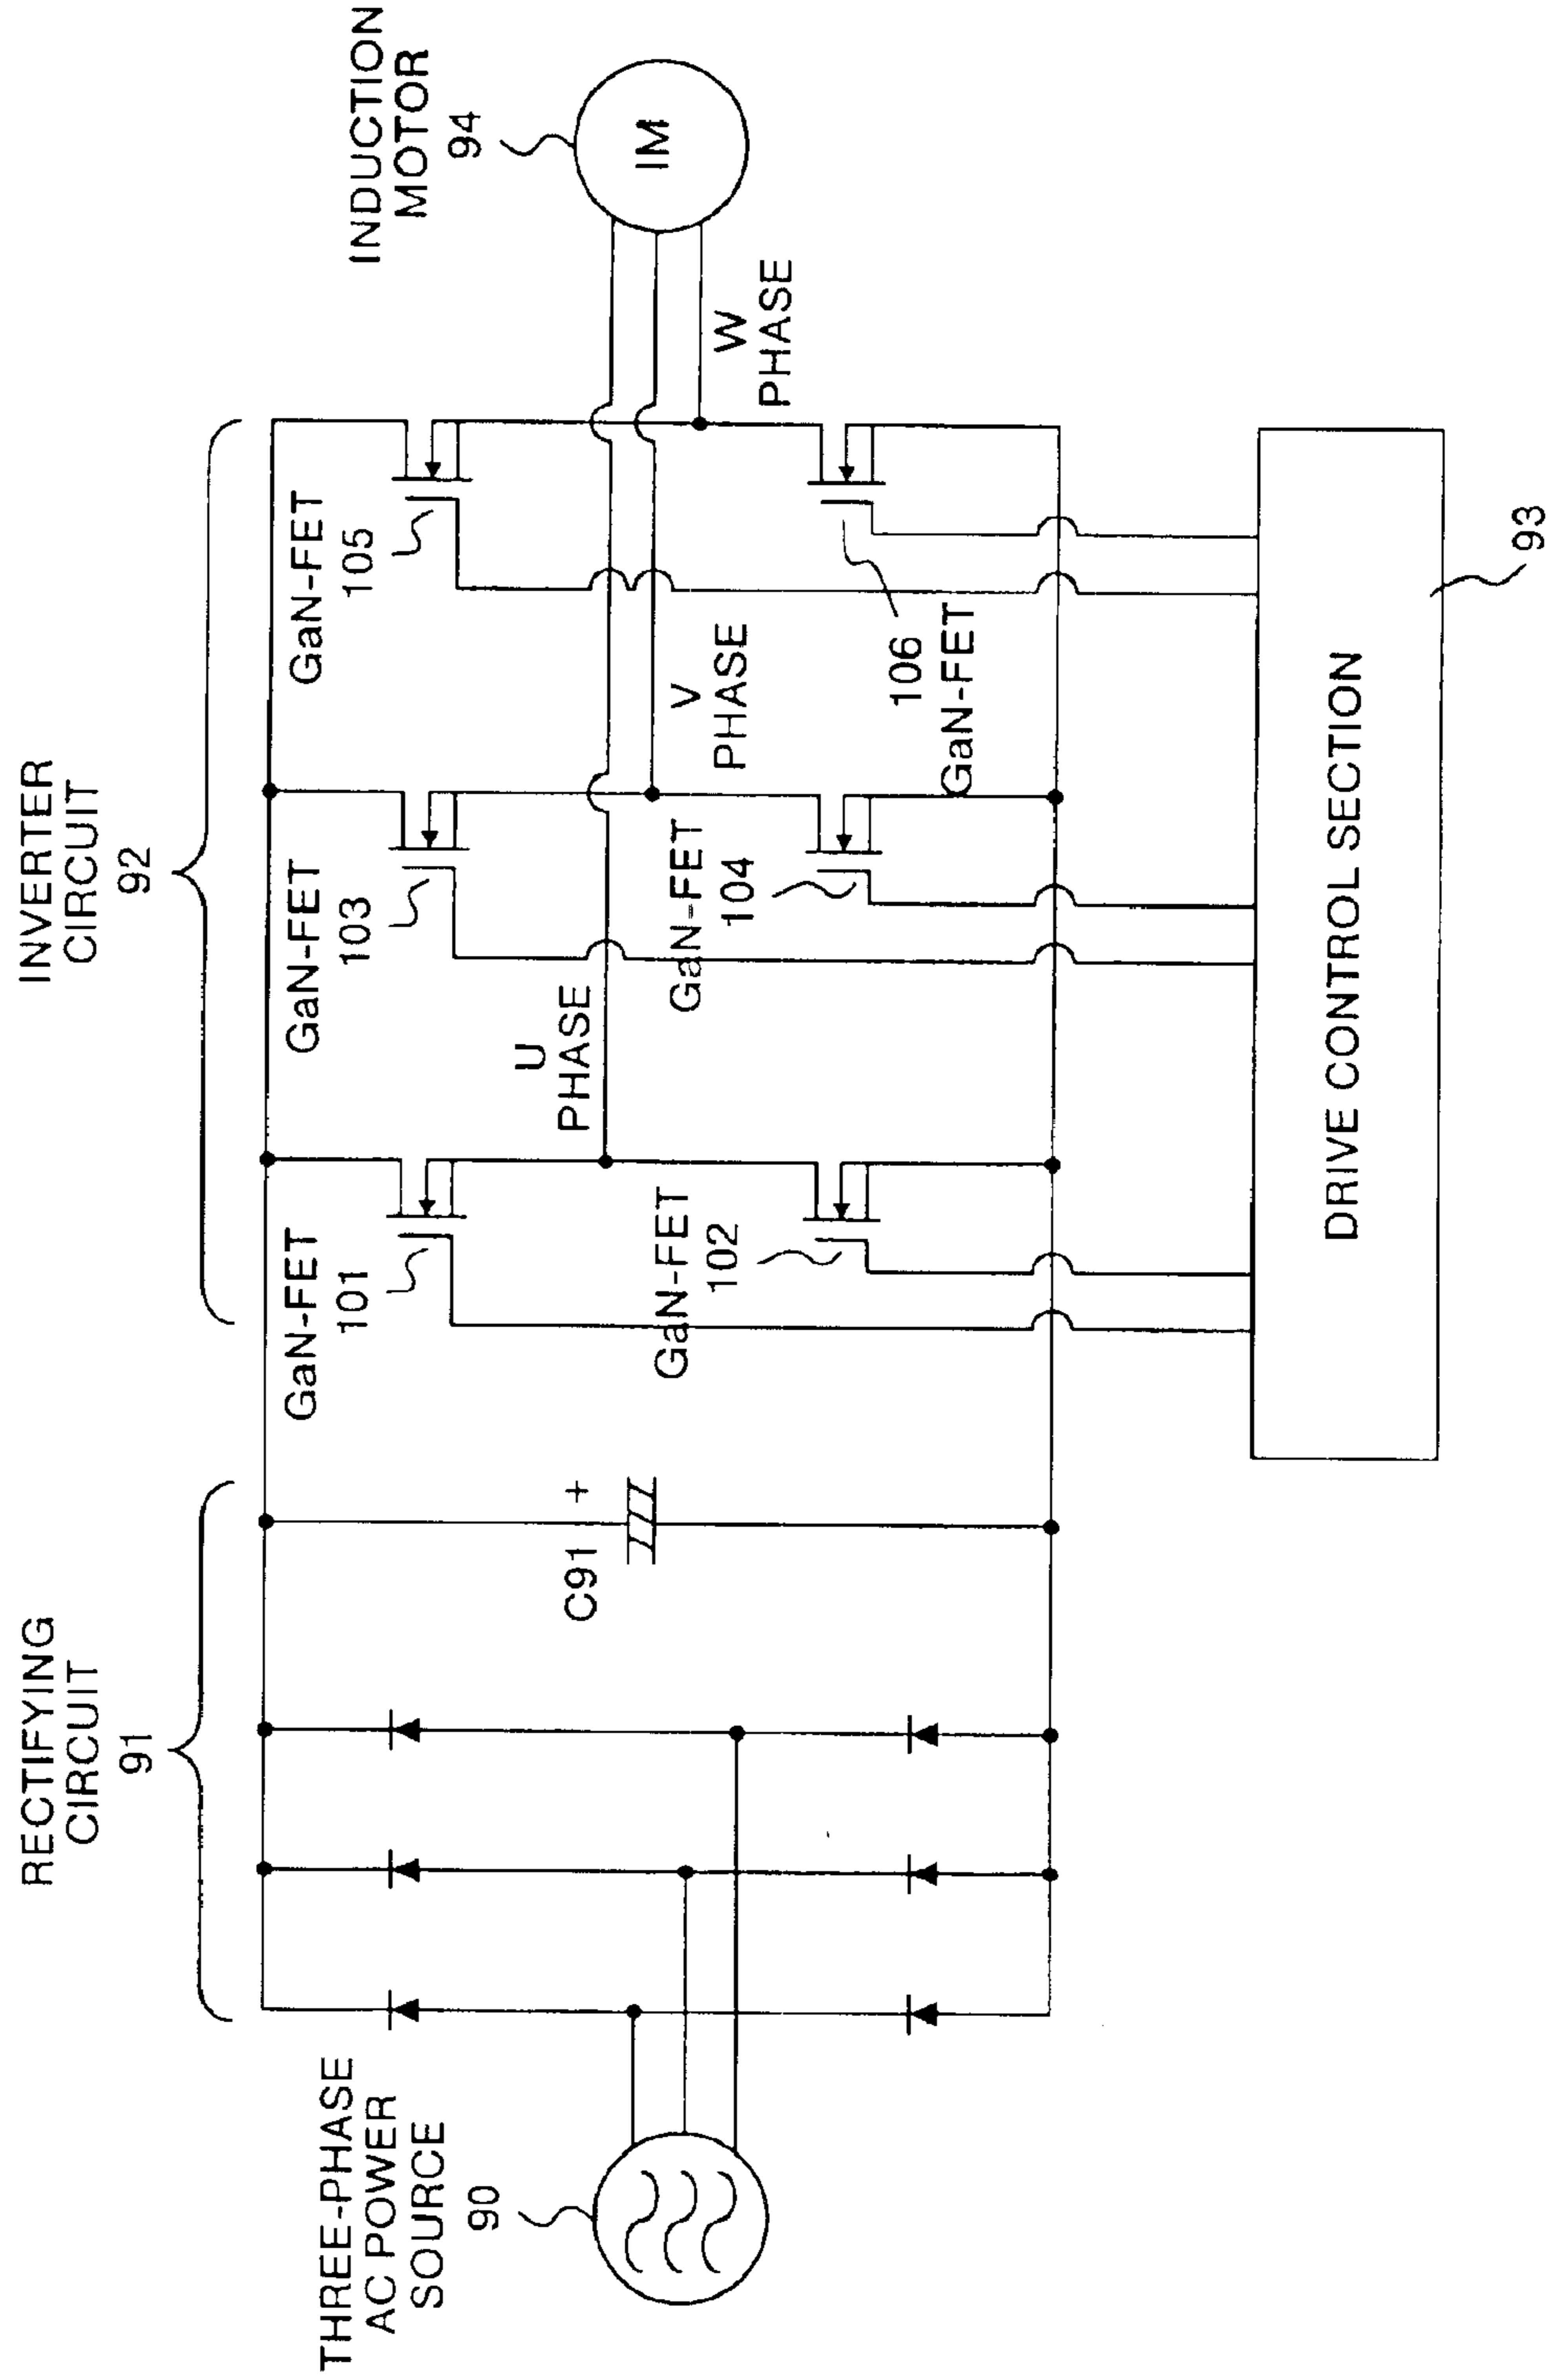 THREE-PHASE
AC POWER
SOURCE
90
RECTIFYING
CIRCUIT
91
C91 +
INVERTER
CIRCUIT
92
GaN-FET
101
GaN-FET
102
U
PHASE
GaN-FET
103
GaN-FET
104
V
PHASE
GaN-FET
105
106
GaN-FET
W
PHASE
INDUCTION
MOTOR
94
IM
DRIVE CONTROL SECTION
93